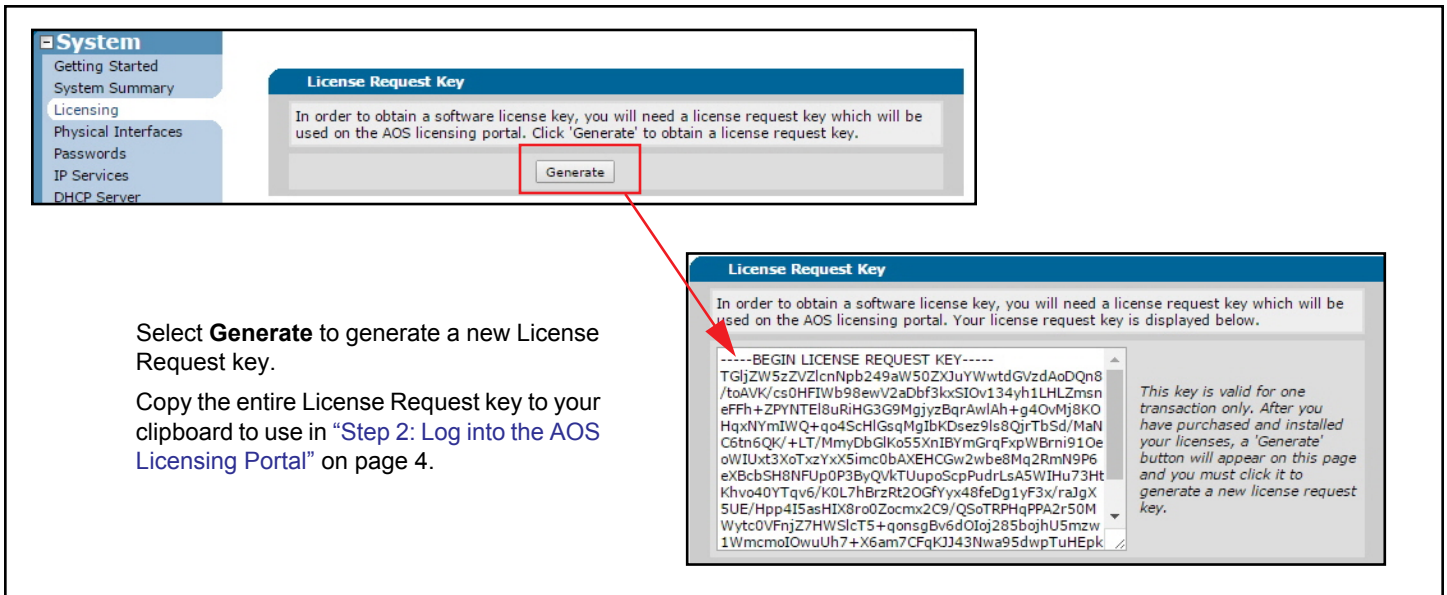 System
Getting Started
System Summary
Licensing
Physical Interfaces
Passwords
IP Services
DHCP Server
License Request Key
In order to obtain a software license key, you will need a license request key which will be
used on the AOS licensing portal. Click 'Generate' to obtain a license request key.
Generate
Select Generate to generate a new License
Request key.
Copy the entire License Request key to your
clipboard to use in “Step 2: Log into the AOS
Licensing Portal” on page 4.
License Request Key
In order to obtain a software license key, you will need a license request key which will be
used on the AOS licensing portal. Your license request key is displayed below.
-----BEGIN LICENSE REQUEST KEY-----
TGljZW5zZVZlcnNpb249aW50ZXJuYWwtdGVzdAoDQn8
/toAVK/cs0HFIWb98ewV2aDbf3kxSIOv134yh1LHLZmsn
eFFh+ZPYNTEl8uRiHG3G9MgjyzBqrAwlAh+g4OvMj8KO
HqxNYmIWQ+qo4ScHlGsqMgIbKDsez9ls8QjrTbSd/MaN
C6tn6QK/+LT/MmyDbGlKo55XnIBYmGrqFxpWBrni91Oe
oWIUxt3XoTxzYxX5imc0bAXEHCGw2wbe8Mq2RmN9P6
eXBcbSH8NFUp0P3ByQVkTUupoScpPudrLsA5WIHu73Ht
Khvo40YTqv6/K0L7hBrzRt2OGfYyx48feDg1yF3x/raJgX
5UE/Hpp4I5asHIX8ro0Zocmx2C9/QSoTRPHqPPA2r50M
Wytc0VFnjZ7HWSlcT5+qonsgBv6dOIoj285bojhU5mzw
1WmcmoIOwuUh7+X6am7CFqKJJ43Nwa95dwpTuHEpk
This key is valid for one
transaction only. After you
have purchased and installed
your licenses, a 'Generate'
button will appear on this page
and you must click it to
generate a new license request
key.